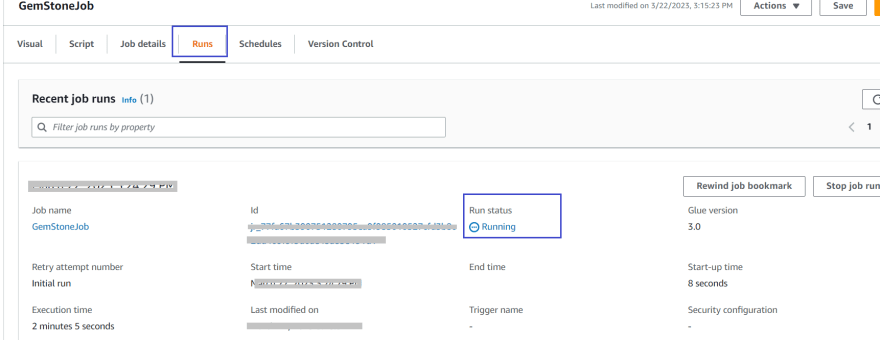 GemStoneJob
Last modified on 3/22/2023, 3:15:23 PM Actions ▼ Save
Visual Script Job details Runs Schedules Version Control
Recent job runs Info (1)
Filter job runs by property
1
Rewind job bookmark Stop job run
Job name Id Run status Glue version
GemStoneJob Running 3.0
Retry attempt number Start time End time Start-up time
Initial run 8 seconds
Execution time Last modified on Trigger name Security configuration
2 minutes 5 seconds - -